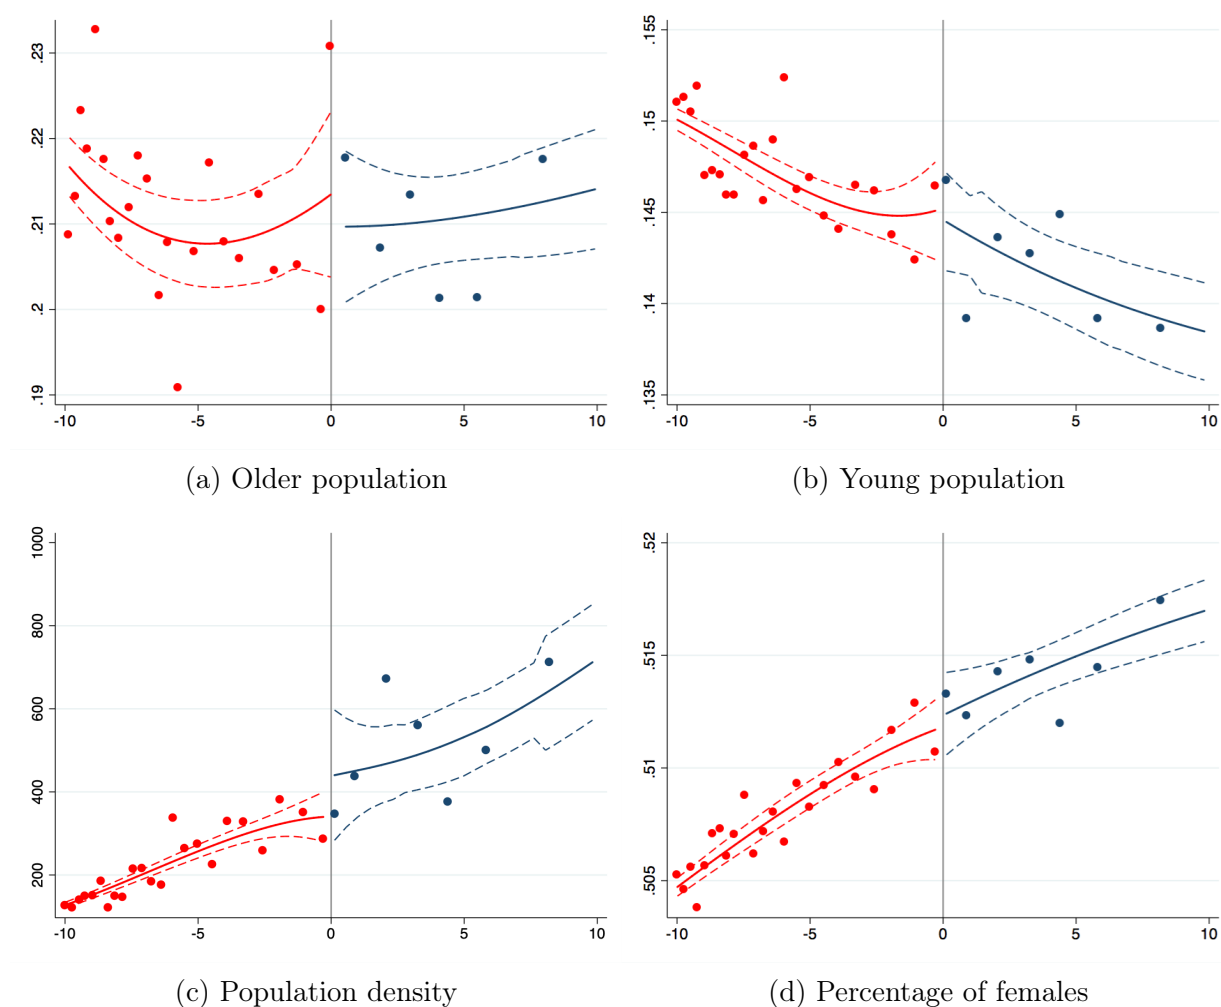 .23
.22
.21
.2
.19
-10 -5 0 5 10
(a) Older population
.155
.15
.145
.14
.135
-10 -5 0 5 10
(b) Young population
1000
800
600
400
200
-10 -5 0 5 10
(c) Population density
.52
.515
.51
.505
-10 -5 0 5 10
(d) Percentage of females